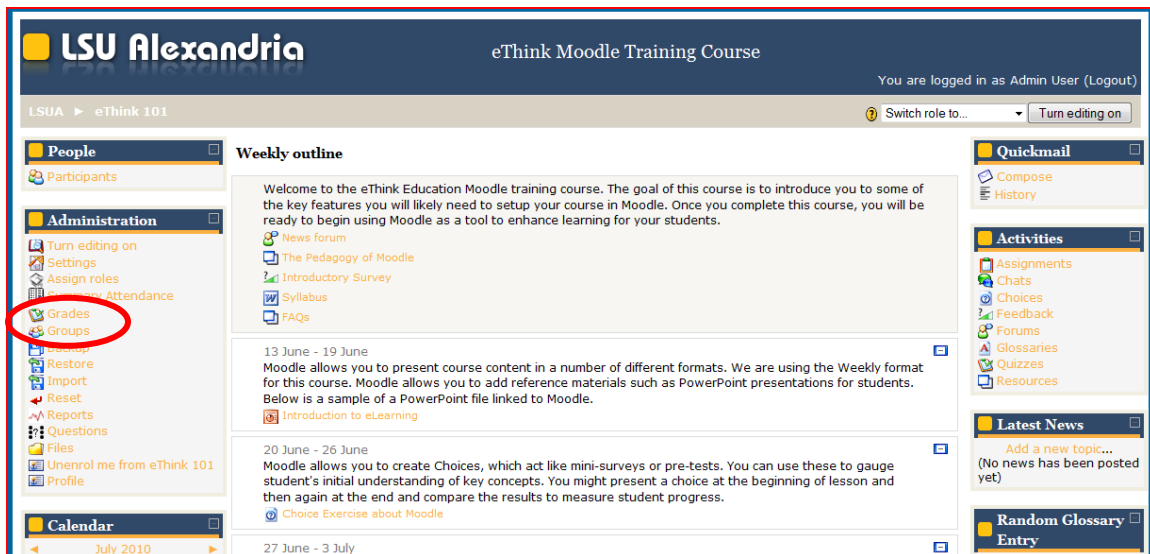 LSU Alexandria
eThink Moodle Training Course
You are logged in as Admin User (Logout)
LSUA ► eThink 101
Switch role to...
Turn editing on
People
Participants
Administration
Turn editing on
Settings
Assign roles
Summary Attendance
Grades
Groups
Backup
Restore
Import
Reset
Reports
Questions
Files
Unenrol me from eThink 101
Profile
Calendar
◄ July 2010 ►
Weekly outline
Welcome to the eThink Education Moodle training course. The goal of this course is to introduce you to some of
the key features you will likely need to setup your course in Moodle. Once you complete this course, you will be
ready to begin using Moodle as a tool to enhance learning for your students.
News forum
The Pedagogy of Moodle
Introductory Survey
Syllabus
FAQs
13 June - 19 June
Moodle allows you to present course content in a number of different formats. We are using the Weekly format
for this course. Moodle allows you to add reference materials such as PowerPoint presentations for students.
Below is a sample of a PowerPoint file linked to Moodle.
Introduction to eLearning
20 June - 26 June
Moodle allows you to create Choices, which act like mini-surveys or pre-tests. You can use these to gauge
student's initial understanding of key concepts. You might present a choice at the beginning of lesson and
then again at the end and compare the results to measure student progress.
Choice Exercise about Moodle
27 June - 3 July
Quickmail
Compose
History
Activities
Assignments
Chats
Choices
Feedback
Forums
Glossaries
Quizzes
Resources
Latest News
Add a new topic...
(No news has been posted
yet)
Random Glossary
Entry